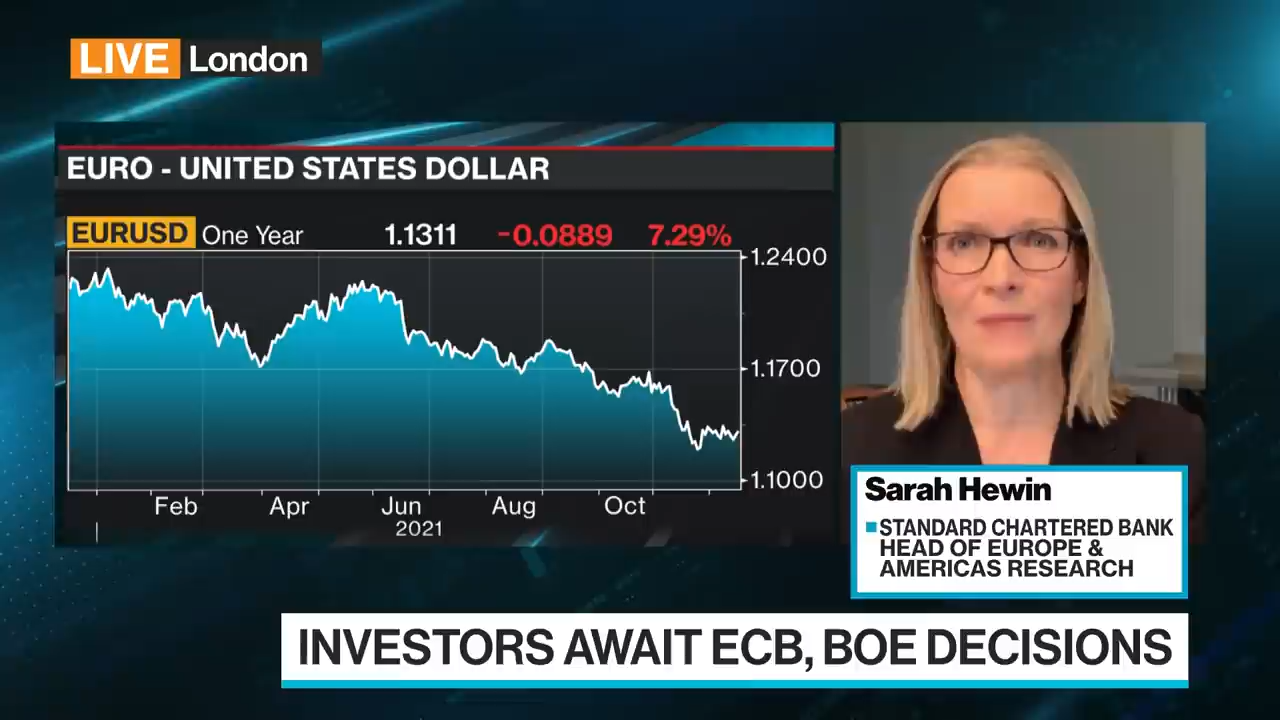 LIVE London
EURO - UNITED STATES DOLLAR
EURUSD One Year 1.1311 -0.0889 7.29%
1.2400
1.1700
1.1000
Feb Apr Jun Aug Oct
2021
Sarah Hewin
STANDARD CHARTERED BANK
HEAD OF EUROPE &
AMERICAS RESEARCH
INVESTORS AWAIT ECB, BOE DECISIONS